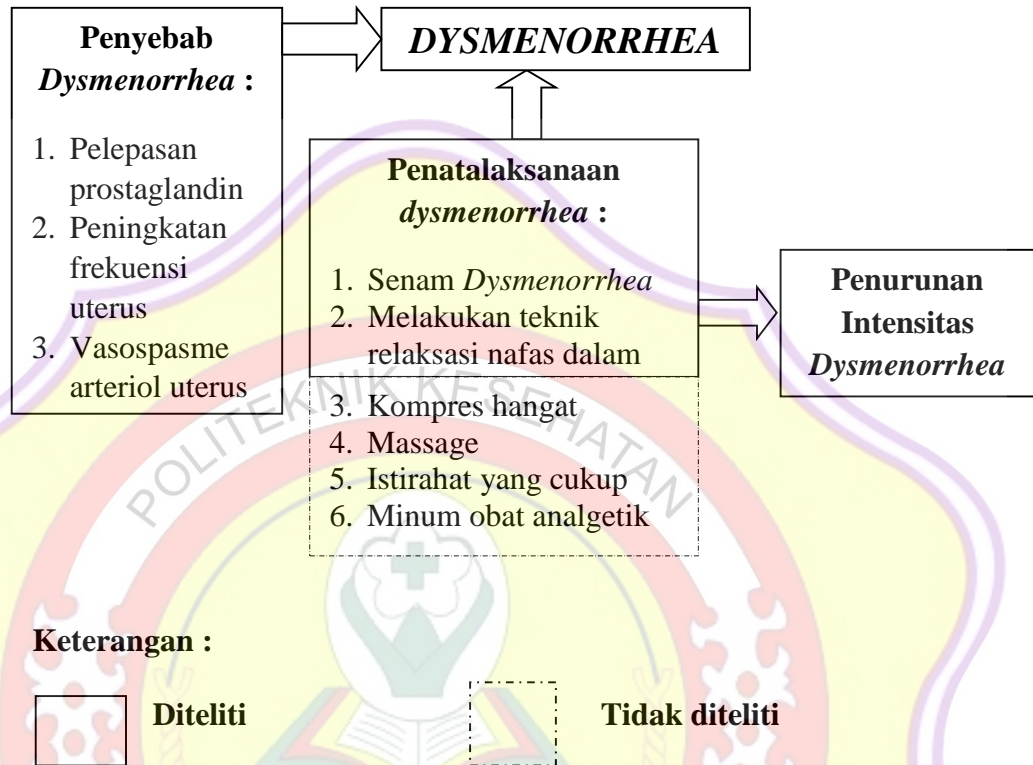 Penyebab
Dysmenorrhea :
1. Pelepasan
prostaglandin
2. Peningkatan
frekuensi
uterus
3. Vasospasme
arteriol uterus
DYSMENORRHEA
Penatalaksanaan
dysmenorrhea :
1. Senam Dysmenorrhea
2. Melakukan teknik
relaksasi nafas dalam
3. Kompres hangat
4. Massage
5. Istirahat yang cukup
6. Minum obat analgetik
Penurunan
Intensitas
Dysmenorrhea
POLITEKNIK KESEHATAN
Keterangan :
Diteliti
Tidak diteliti